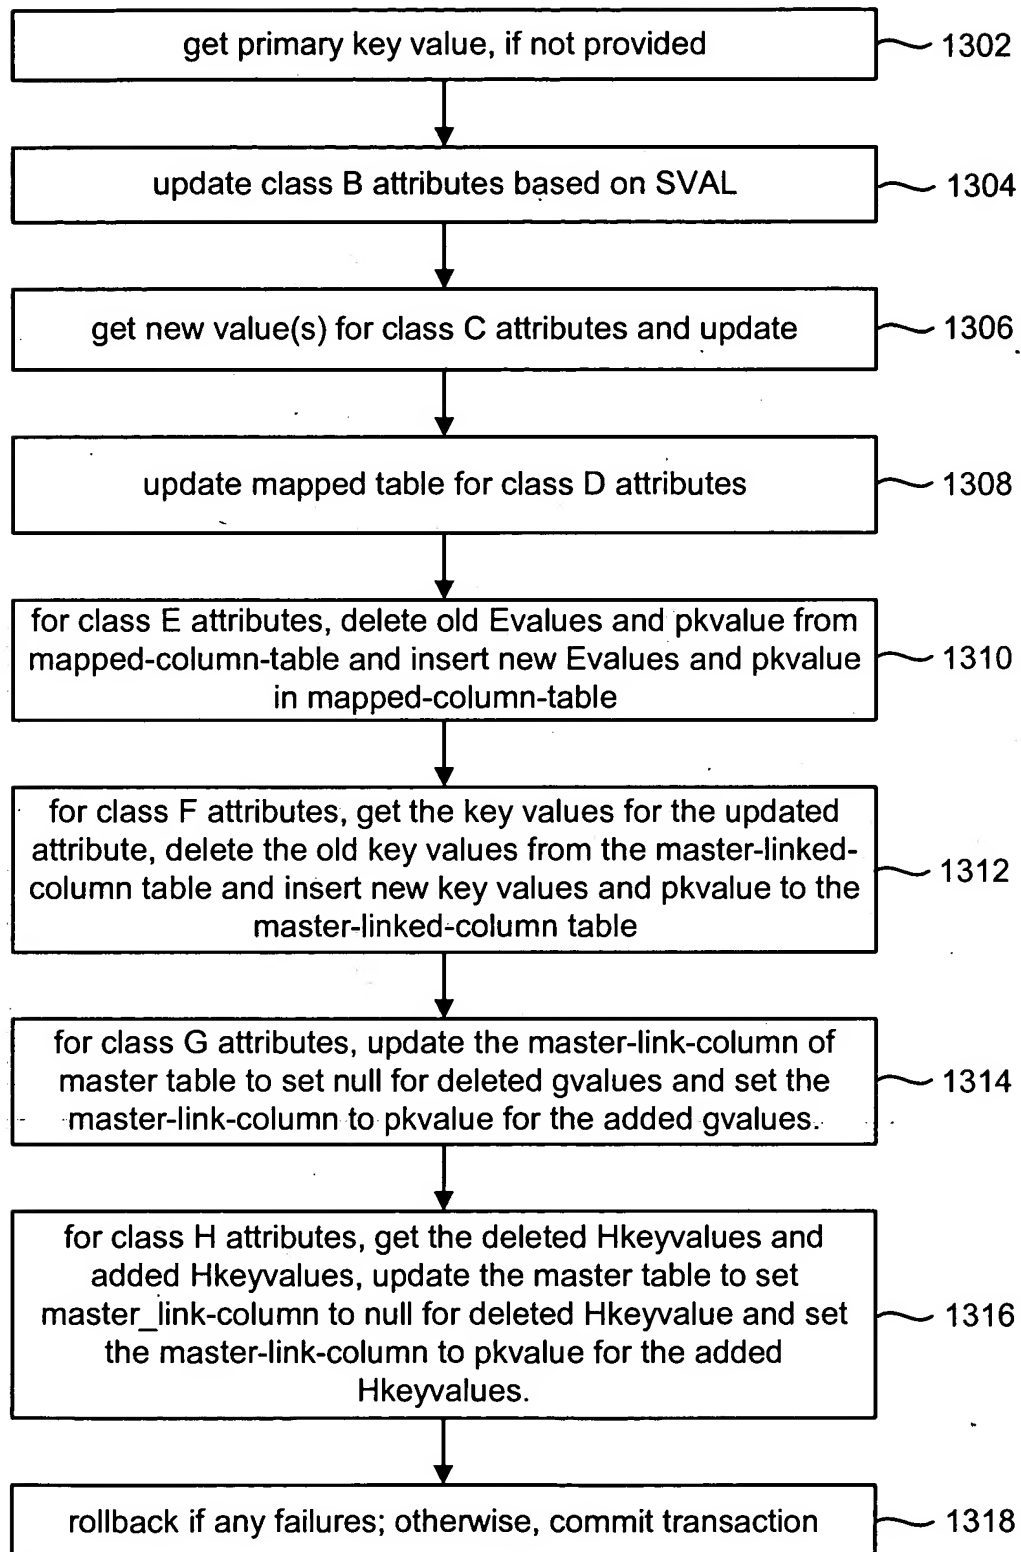 get primary key value, if not provided
1302
update class B attributes based on SVAL
1304
get new value(s) for class C attributes and update
1306
update mapped table for class D attributes
1308
for class E attributes, delete old Evalues and pkvalue from
mapped-column-table and insert new Evalues and pkvalue
in mapped-column-table
1310
for class F attributes, get the key values for the updated
attribute, delete the old key values from the master-linked-
column table and insert new key values and pkvalue to the
master-linked-column table
1312
for class G attributes, update the master-link-column of
master table to set null for deleted gvalues and set the
master-link-column to pkvalue for the added gvalues.
1314
for class H attributes, get the deleted Hkeyvalues and
added Hkeyvalues, update the master table to set
master_link-column to null for deleted Hkeyvalue and set
the master-link-column to pkvalue for the added
Hkeyvalues.
1316
rollback if any failures; otherwise, commit transaction
1318